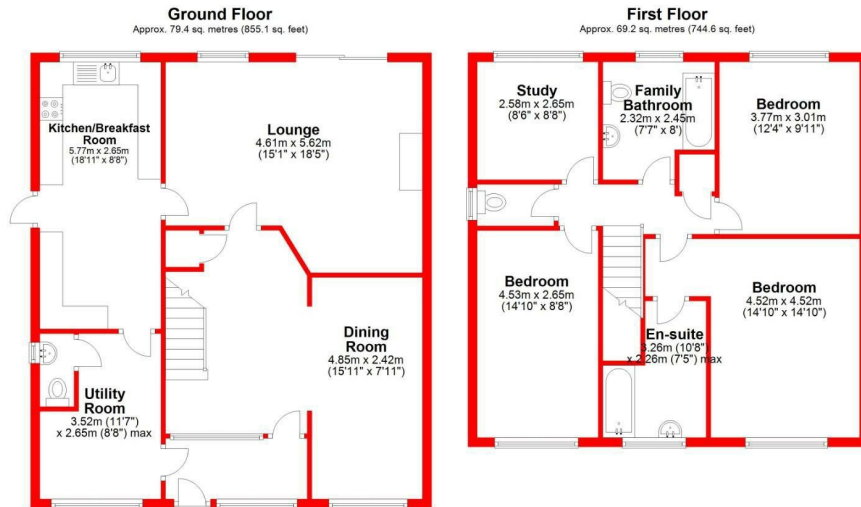 Ground Floor
Approx. 79.4 sq. metres (855.1 sq. feet)
Kitchen/Breakfast
Room
5.77m x 2.65m
(18'11" x 8'8")
Lounge
4.61m x 5.62m
(15'1" x 18'5")
Dining
Room
4.85m x 2.42m
(15'11" x 7'11")
Utility
Room
3.52m (11'7")
x 2.65m (8'8") max
First Floor
Approx. 69.2 sq. metres (744.6 sq. feet)
Study
2.58m x 2.65m
(8'6" x 8'8")
Family
Bathroom
2.32m x 2.45m
(7'7" x 8')
Bedroom
3.77m x 3.01m
(12'4" x 9'11")
Bedroom
4.53m x 2.65m
(14'10" x 8'8")
Bedroom
4.52m x 4.52m
(14'10" x 14'10")
En-suite
3.26m (10'8")
x 2.26m (7'5") max